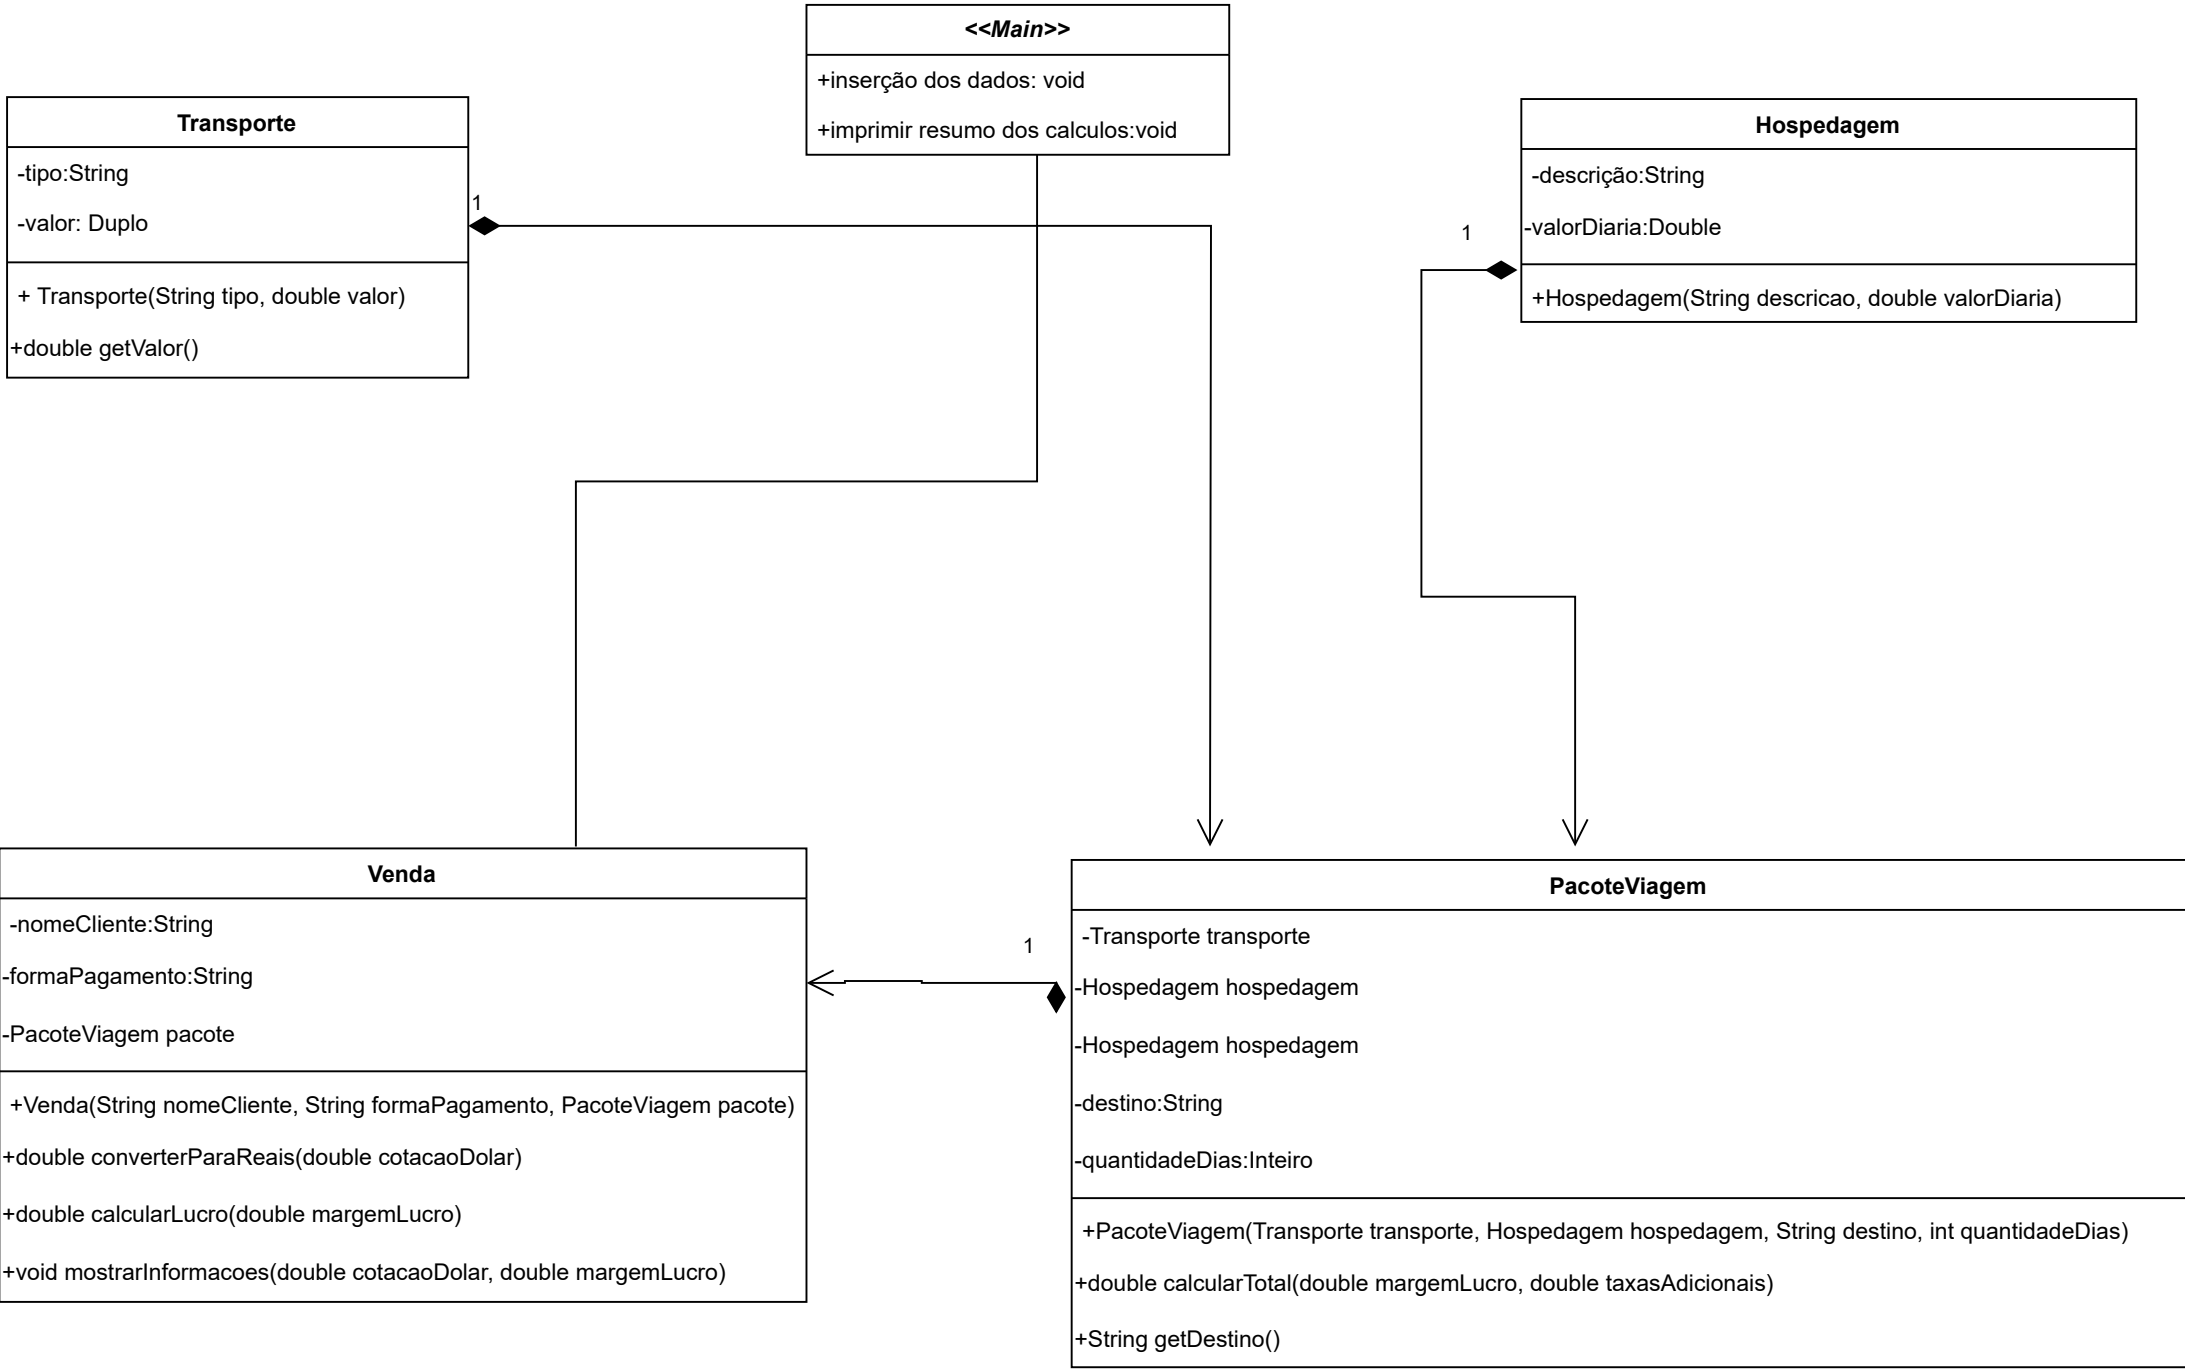 <<Main>>
+inserção dos dados: void
+imprimir resumo dos calculos:void
Transporte
-tipo:String
-valor: Duplo
+ Transporte(String tipo, double valor)
+double getValor()
1
Hospedagem
-descrição:String
-valorDiaria:Double
+Hospedagem(String descricao, double valorDiaria)
1
Venda
-nomeCliente:String
-formaPagamento:String
-PacoteViagem pacote
+Venda(String nomeCliente, String formaPagamento, PacoteViagem pacote)
+double converterParaReais(double cotacaoDolar)
+double calcularLucro(double margemLucro)
+void mostrarInformacoes(double cotacaoDolar, double margemLucro)
1
PacoteViagem
-Transporte transporte
-Hospedagem hospedagem
-Hospedagem hospedagem
-destino:String
-quantidadeDias:Inteiro
+PacoteViagem(Transporte transporte, Hospedagem hospedagem, String destino, int quantidadeDias)
+double calcularTotal(double margemLucro, double taxasAdicionais)
+String getDestino()